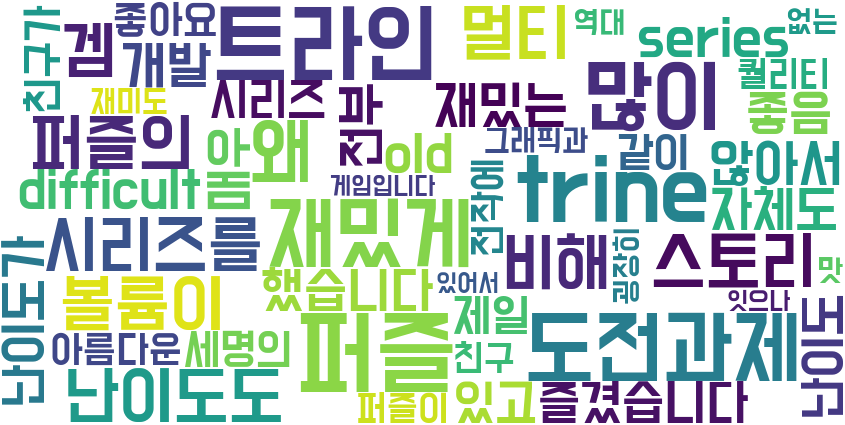 좋아요
트라인
멀티
역대
없는
친구가
겜
개발
series
재미도
시리즈
전반
재밌는
많이
퀄리티
좋음
퍼즐의
아
왜
old
그래픽과
같이
않아서
difficult
봄
게임입니다
전작에
trine
자체도
난이도가
시리즈를
재밌게
비해
굉장히
스토리
맛
볼륨이
했습니다
있어서
제일
잇으나
난이도
아름다운
세명의
퍼즐
친구
도전과제
난이도도
퍼즐이
있고
즐겼습니다